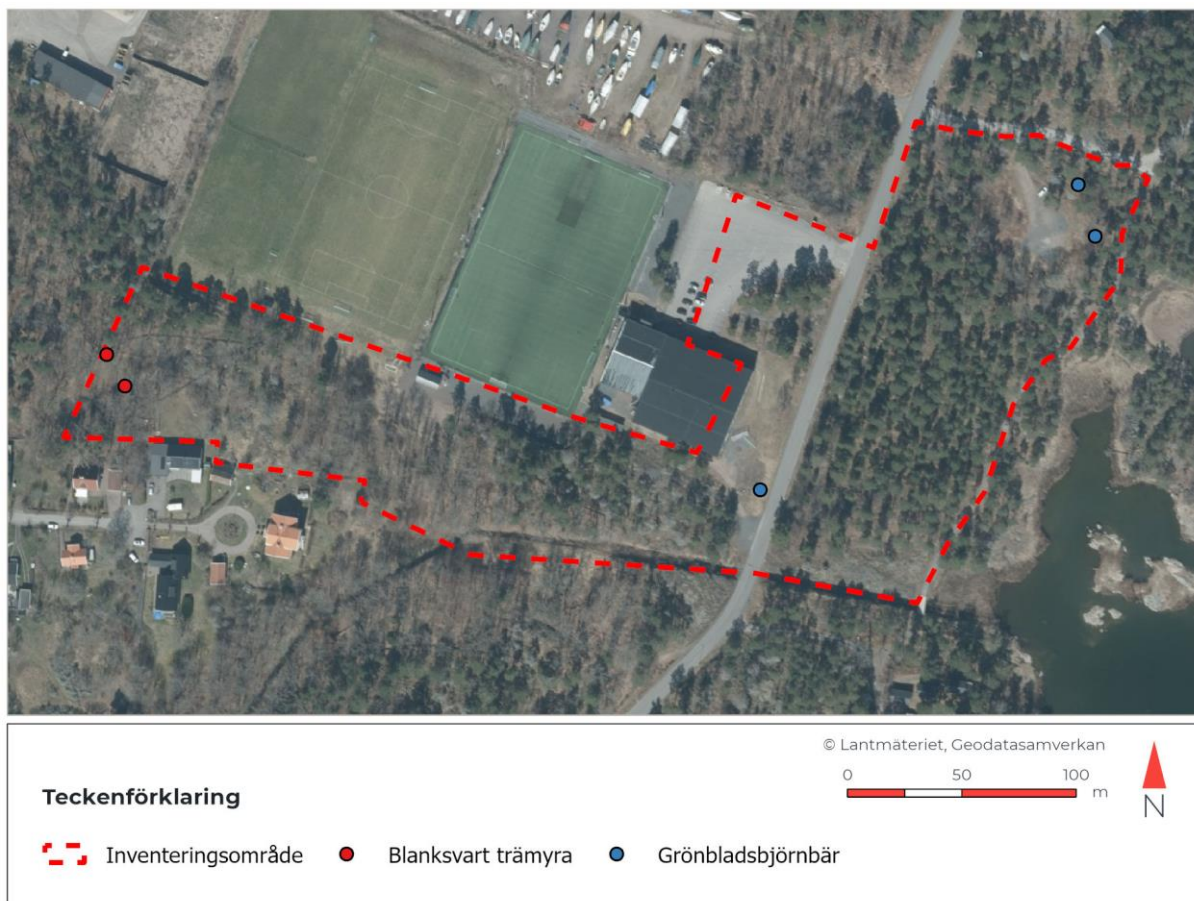 © Lantmäteriet, Geodatasamverkan
0 50 100
m
N
Teckenförklaring
Inventeringsområde Blanksvart trämyra Grönbladsbjörnbär